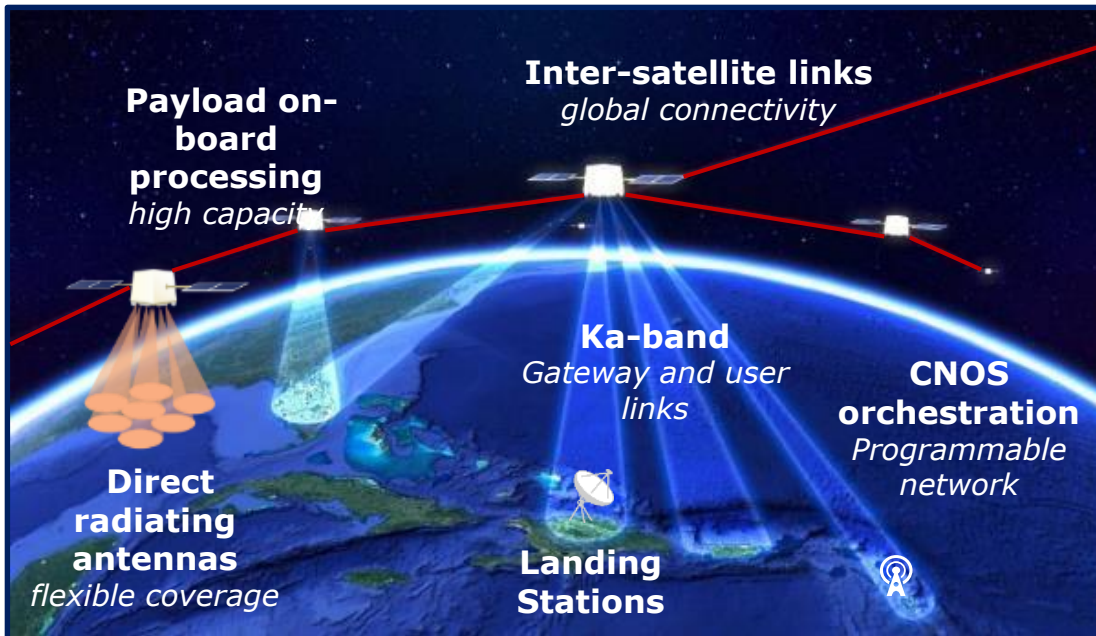 Payload on-
board
processing
high capacity
Inter-satellite links
global connectivity
Ka-band
Gateway and user
links
CNOS
orchestration
Programmable
network
Direct
radiating
antennas
flexible coverage
Landing
Stations